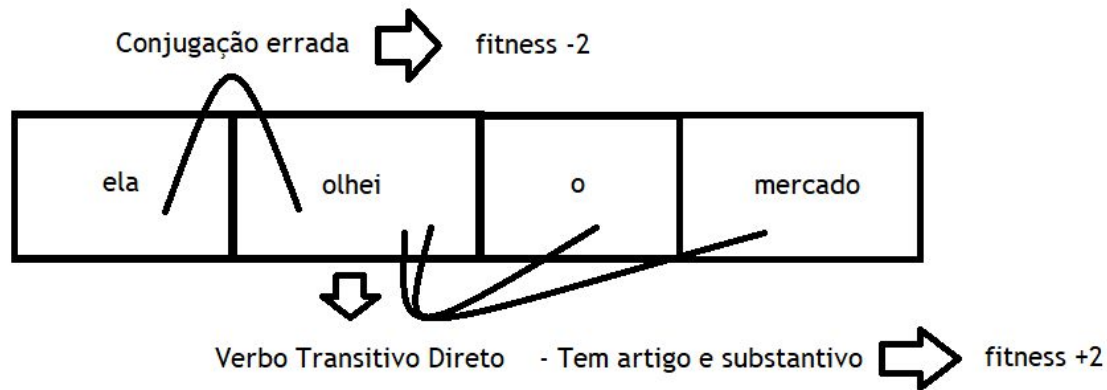 Conjugação errada fitness -2
ela olhei o mercado
Verbo Transitivo Direto - Tem artigo e substantivo fitness +2